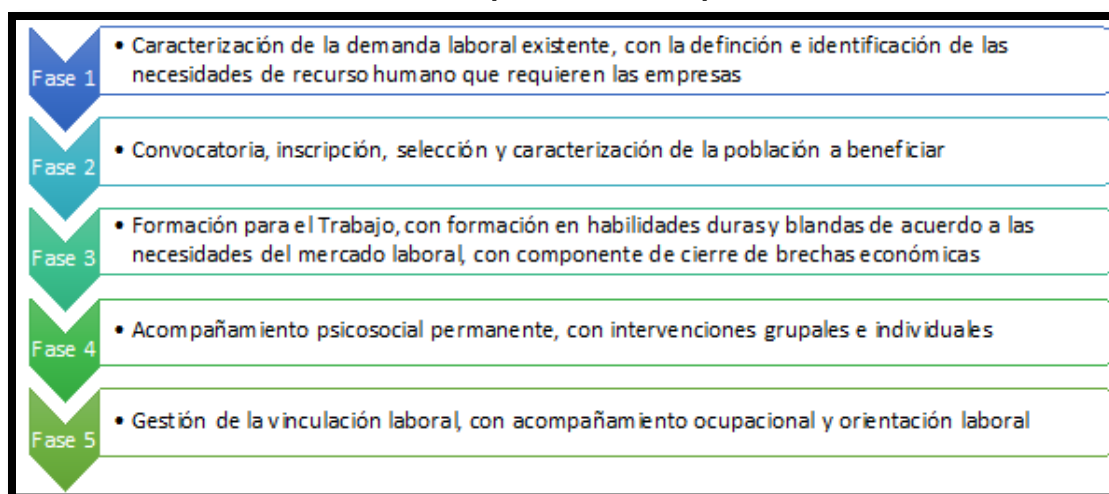 Fase 1
• Caracterización de la demanda laboral existente, con la definción e identificación de las
necesidades de recurso humano que requieren las empresas
Fase 2
• Convocatoria, inscripción, selección y caracterización de la población a beneficiar
Fase 3
• Formación para el Trabajo, con formación en habilidades duras y blandas de acuerdo a las
necesidades del mercado laboral, con componente de cierre de brechas económicas
Fase 4
• Acompañamiento psicosocial permanente, con intervenciones grupales e individuales
Fase 5
• Gestión de la vinculación laboral, con acompañamiento ocupacional y orientación laboral